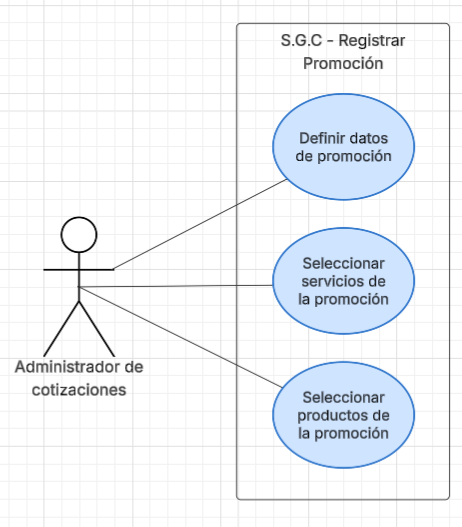 S.G.C - Registrar
Promoción
Definir datos
de promoción
Seleccionar
servicios de
la promoción
Administrador de
cotizaciones
Seleccionar
productos de
la promoción